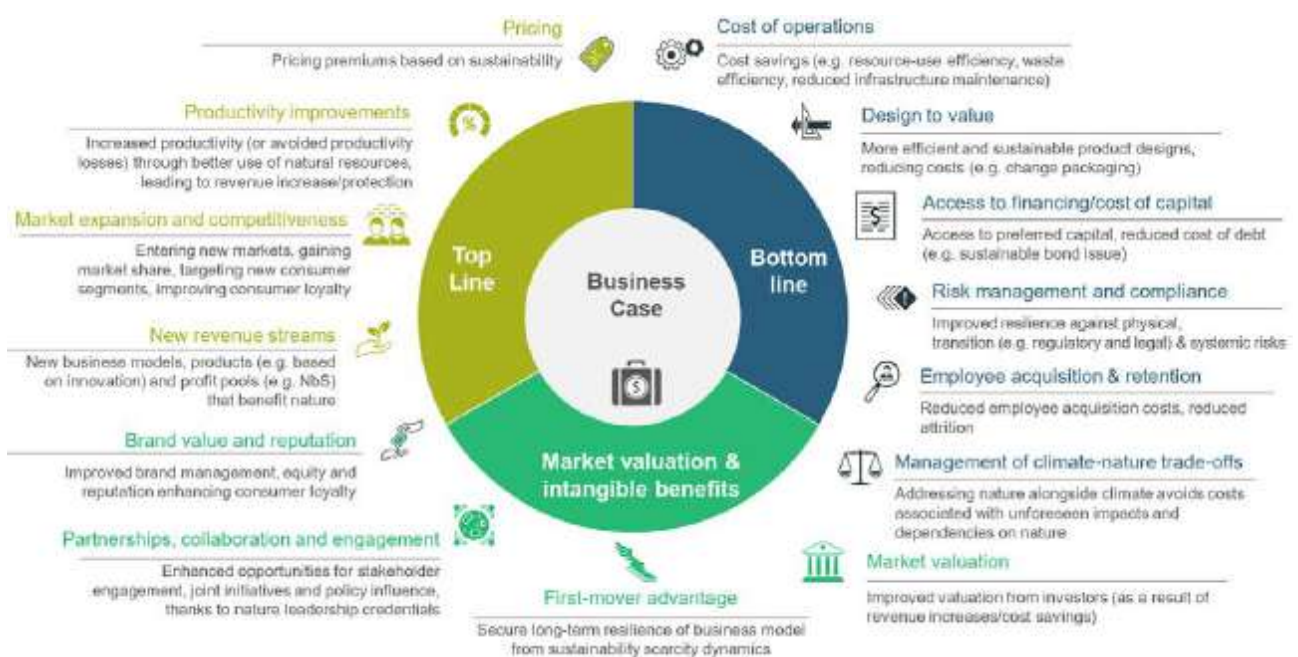 Pricing
Pricing premiums based on sustainability
Productivity improvements
Increased productivity (or avoided productivity
losses) through better use of natural resources,
leading to revenue increase/protection
Market expansion and competitiveness
Entering new markets, gaining
market share, targeting new consumer
segments, improving consumer loyalty
New revenue streams
New business models, products (e.g. based
on innovation) and profit pools (e.g. NbS)
that benefit nature
Brand value and reputation
Improved brand management, equity and
reputation enhancing consumer loyalty
Partnerships, collaboration and engagement
Enhanced opportunities for stakeholder
engagement, joint initiatives and policy influence,
thanks to nature leadership credentials
Top
Line
Business
Case
Bottom
line
Market valuation &
intangible benefits
First-mover advantage
Secure long-term resilience of business model
from sustainability scarcity dynamics
Cost of operations
Cost savings (e.g. resource-use efficiency, waste
efficiency, reduced infrastructure maintenance)
Design to value
More efficient and sustainable product designs,
reducing costs (e.g. change packaging)
Access to financing/cost of capital
Access to preferred capital, reduced cost of debt
(e.g. sustainable bond issue)
Risk management and compliance
Improved resilience against physical,
transition (e.g. regulatory and legal) & systemic risks
Employee acquisition & retention
Reduced employee acquisition costs, reduced
attrition
Management of climate-nature trade-offs
Addressing nature alongside climate avoids costs
associated with unforeseen impacts and
dependencies on nature
Market valuation
Improved valuation from investors (as a result of
revenue increases/cost savings)